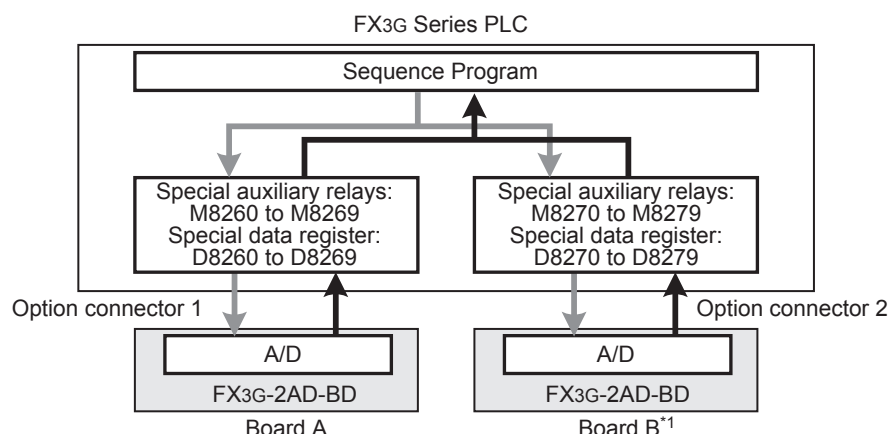 FX3G Series PLC
Sequence Program
Special auxiliary relays:
M8260 to M8269
Special data register:
D8260 to D8269
Special auxiliary relays:
M8270 to M8279
Special data register:
D8270 to D8279
Option connector 1
Option connector 2
A/D
FX3G-2AD-BD
A/D
FX3G-2AD-BD
Board A
Board B*1